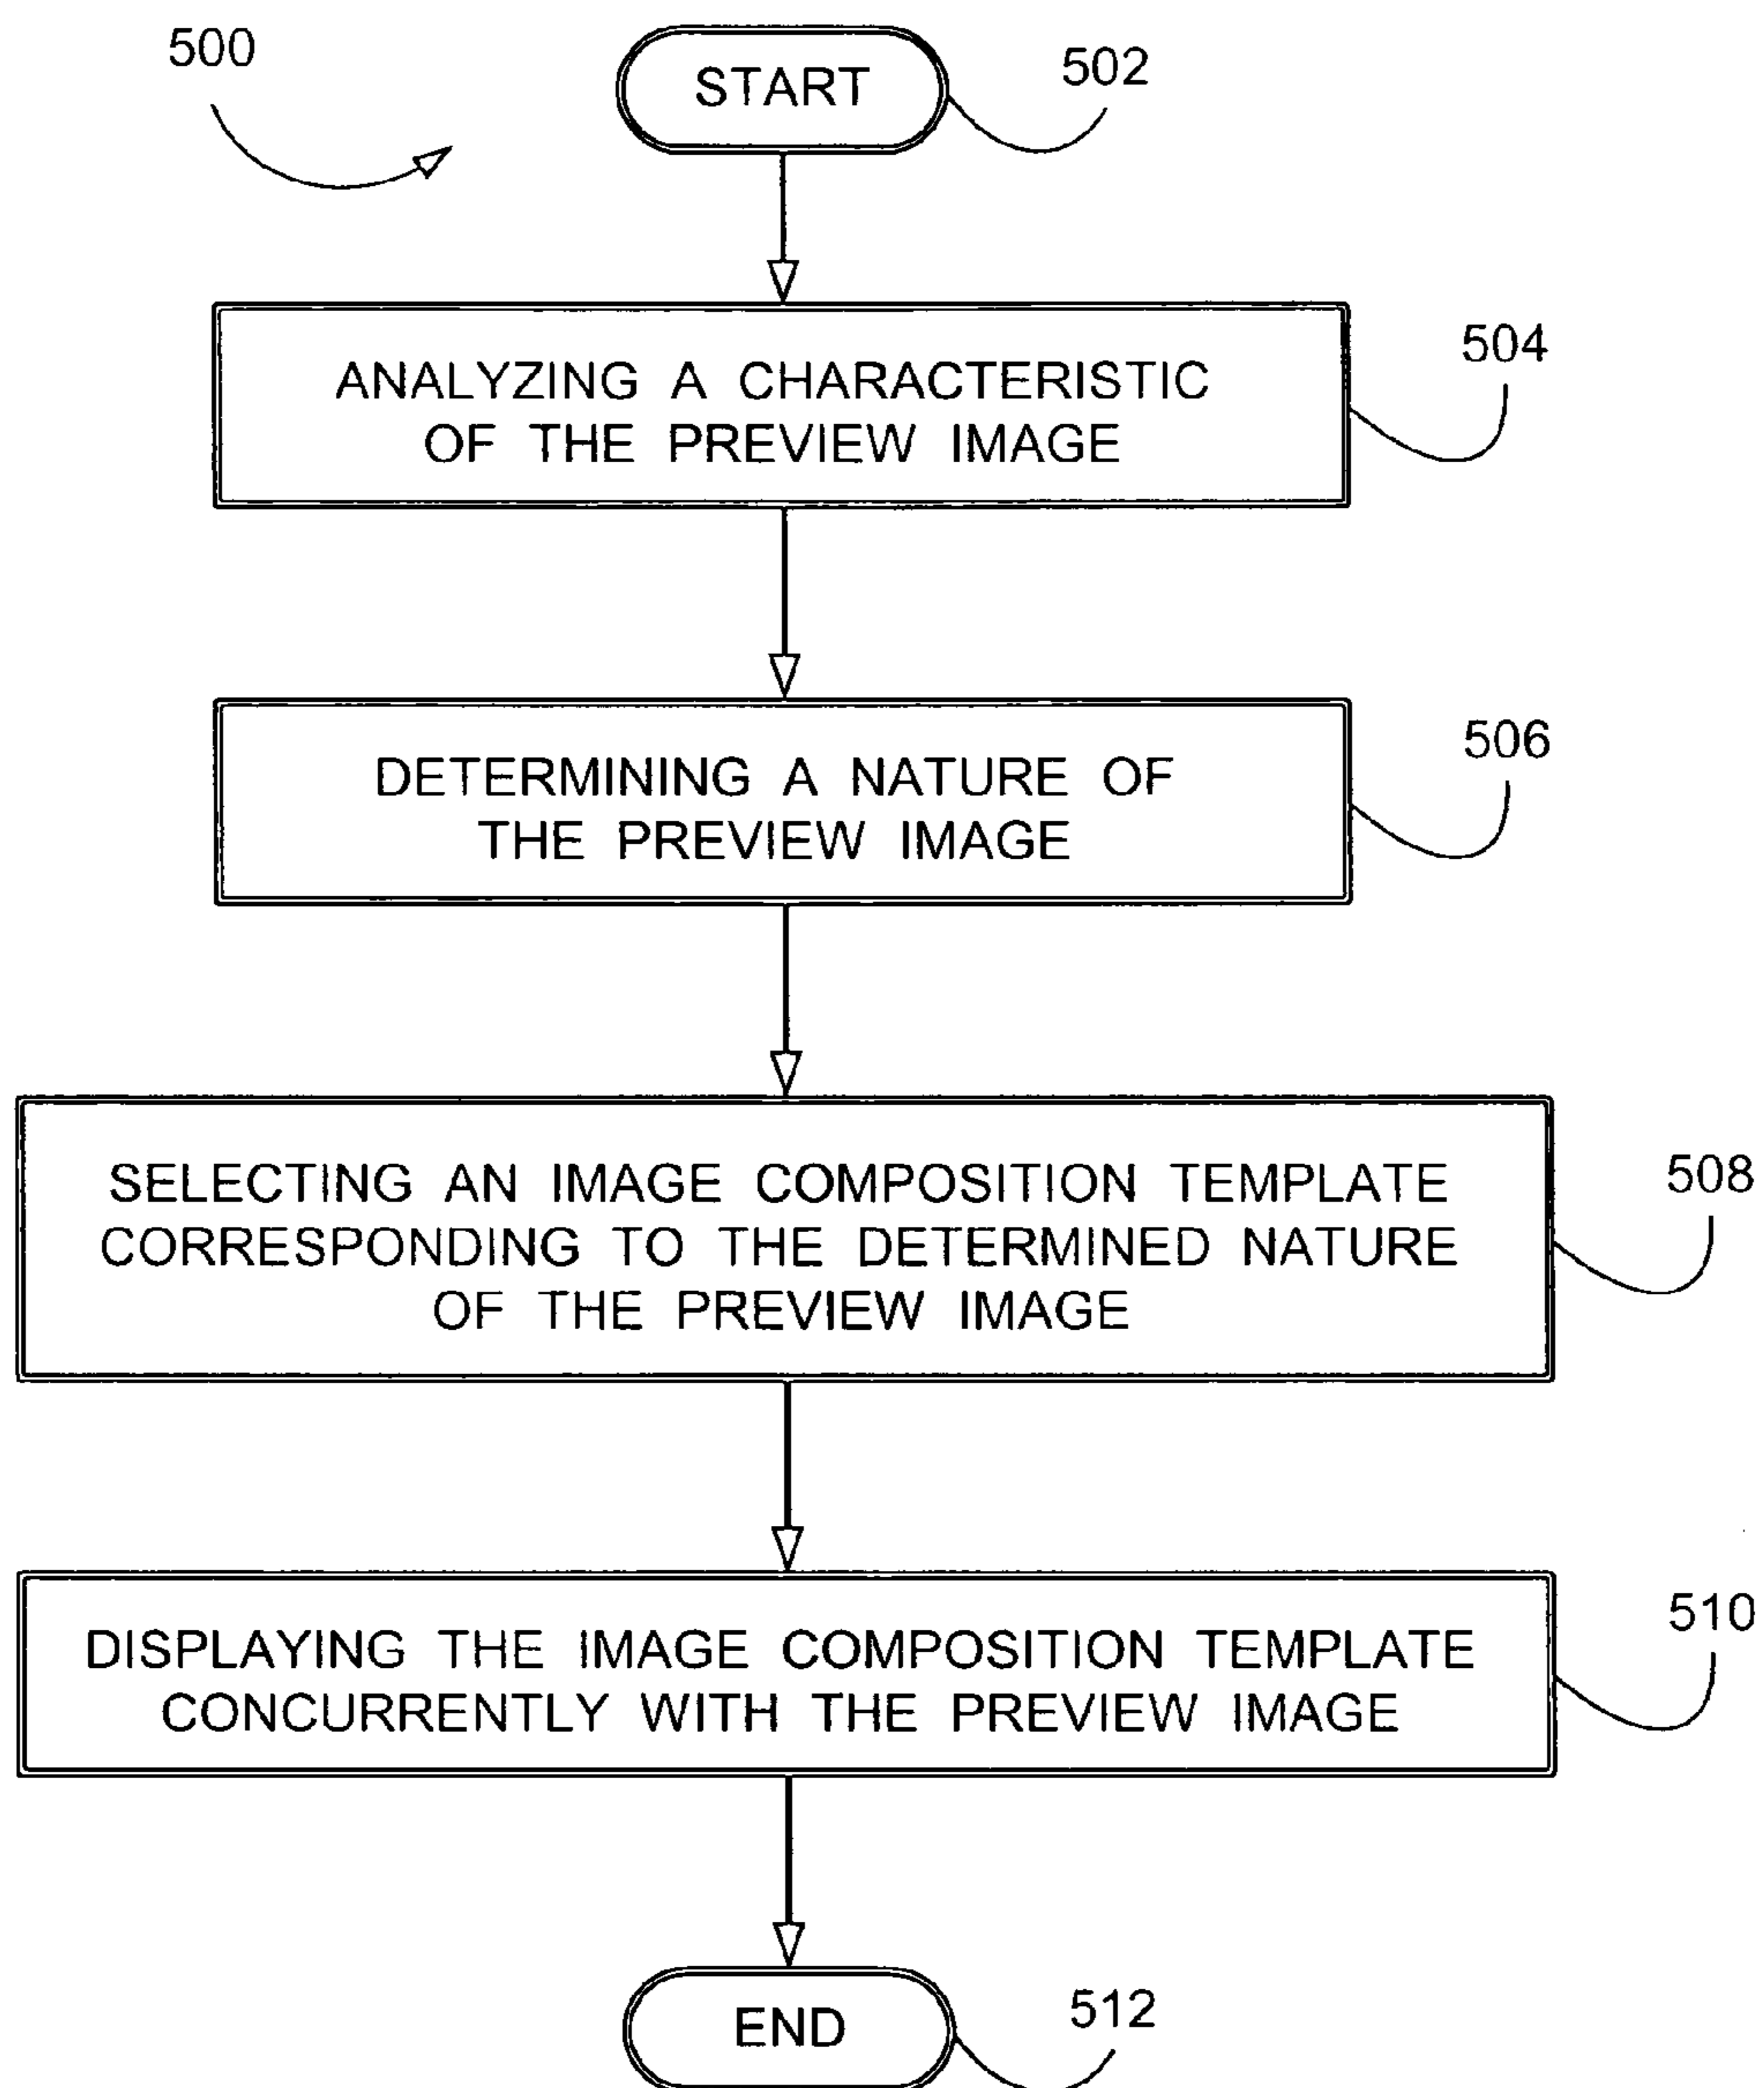 500
START
502
ANALYZING A CHARACTERISTIC
OF THE PREVIEW IMAGE
504
DETERMINING A NATURE OF
THE PREVIEW IMAGE
506
SELECTING AN IMAGE COMPOSITION TEMPLATE
CORRESPONDING TO THE DETERMINED NATURE
OF THE PREVIEW IMAGE
508
DISPLAYING THE IMAGE COMPOSITION TEMPLATE
CONCURRENTLY WITH THE PREVIEW IMAGE
510
END
512